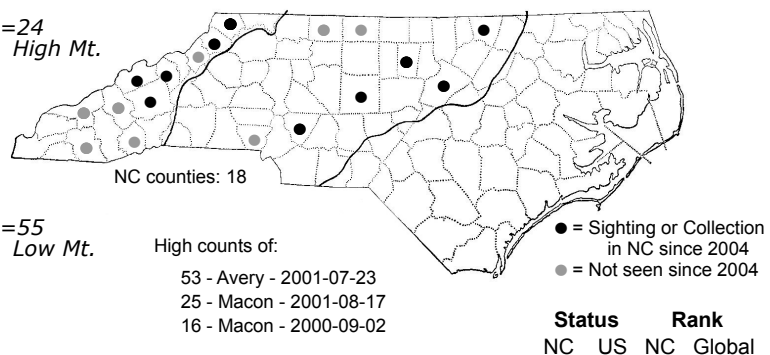 =24
High Mt.
NC counties: 18
=55
Low Mt.
High counts of:
53 - Avery - 2001-07-23
25 - Macon - 2001-08-17
16 - Macon - 2000-09-02
● = Sighting or Collection
in NC since 2004
● = Not seen since 2004
Status Rank
NC US NC Global